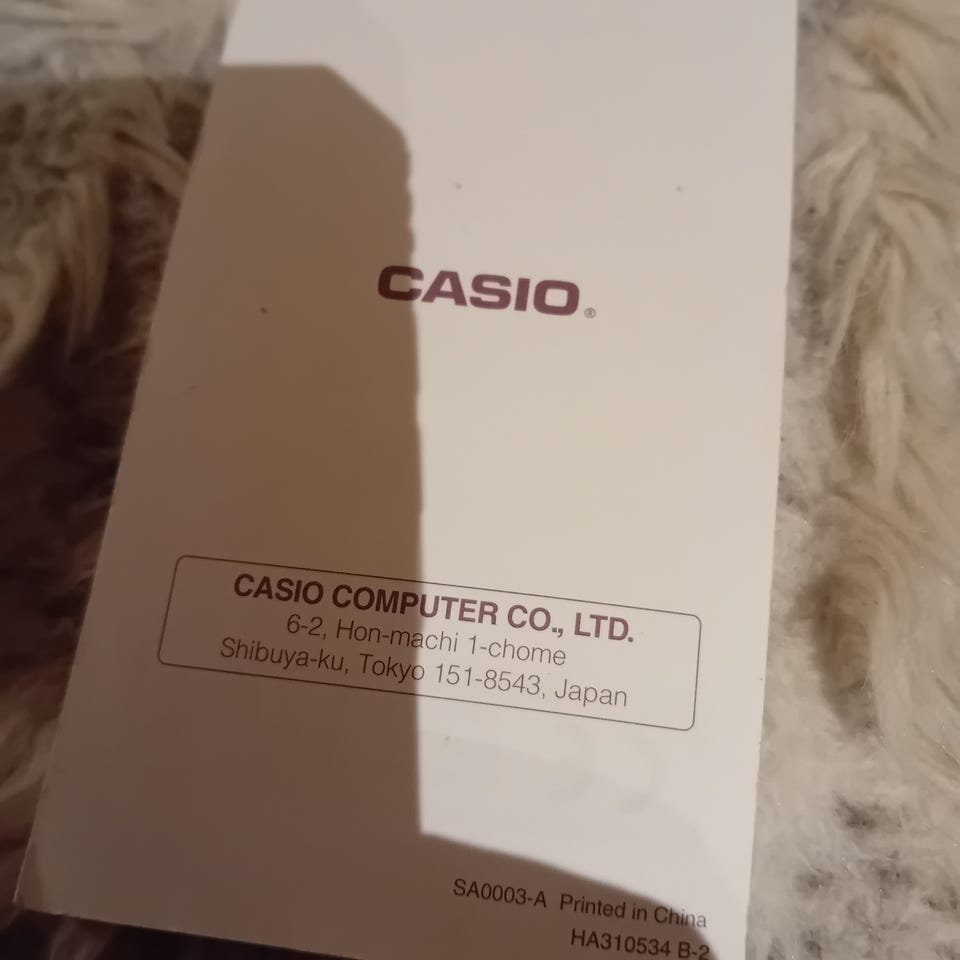 CASIO®
CASIO COMPUTER CO., LTD.
6-2, Hon-machi 1-chome
Shibuya-ku, Tokyo 151-8543, Japan
SA0003-A Printed in China
HA310534 B-2